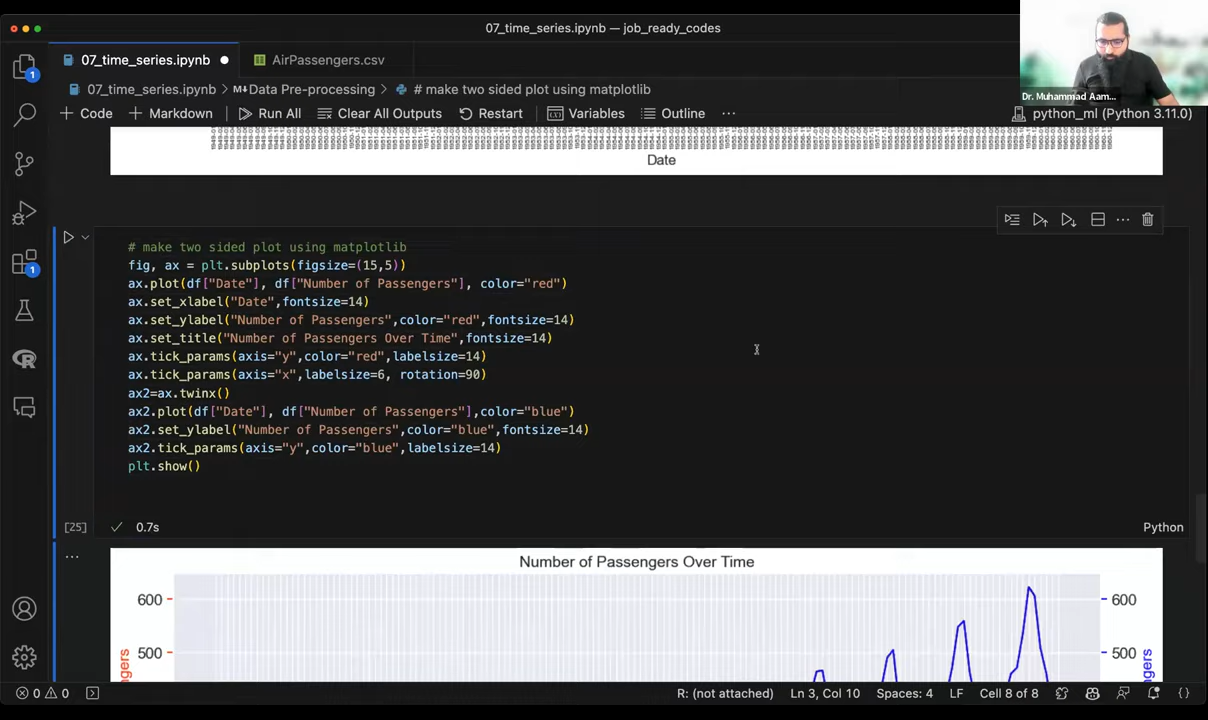 07_time_series.ipynb — job_ready_codes
07_time_series.ipynb
AirPassengers.csv
1
07_time_series.ipynb > M↓Data Pre-processing > # make two sided plot using matplotlib
Dr. Muhammad Aam...
+ Code + Markdown Run All Clear All Outputs Restart Variables Outline ...
python_ml (Python 3.11.0)
Date
# make two sided plot using matplotlib
fig, ax = plt.subplots(figsize=(15,5))
ax.plot(df["Date"], df["Number of Passengers"], color="red")
ax.set_xlabel("Date",fontsize=14)
ax.set_ylabel("Number of Passengers",color="red",fontsize=14)
ax.set_title("Number of Passengers Over Time",fontsize=14)
ax.tick_params(axis="y",color="red",labelsize=14)
ax.tick_params(axis="x",labelsize=6, rotation=90)
ax2=ax.twinx()
ax2.plot(df["Date"], df["Number of Passengers"],color="blue")
ax2.set_ylabel("Number of Passengers",color="blue",fontsize=14)
ax2.tick_params(axis="y",color="blue",labelsize=14)
plt.show()
1
R
[25] 0.7s
Python
Number of Passengers Over Time
600 600
500 500
ngers engers
0 0
R: (not attached) Ln 3, Col 10 Spaces: 4 LF Cell 8 of 8 {}